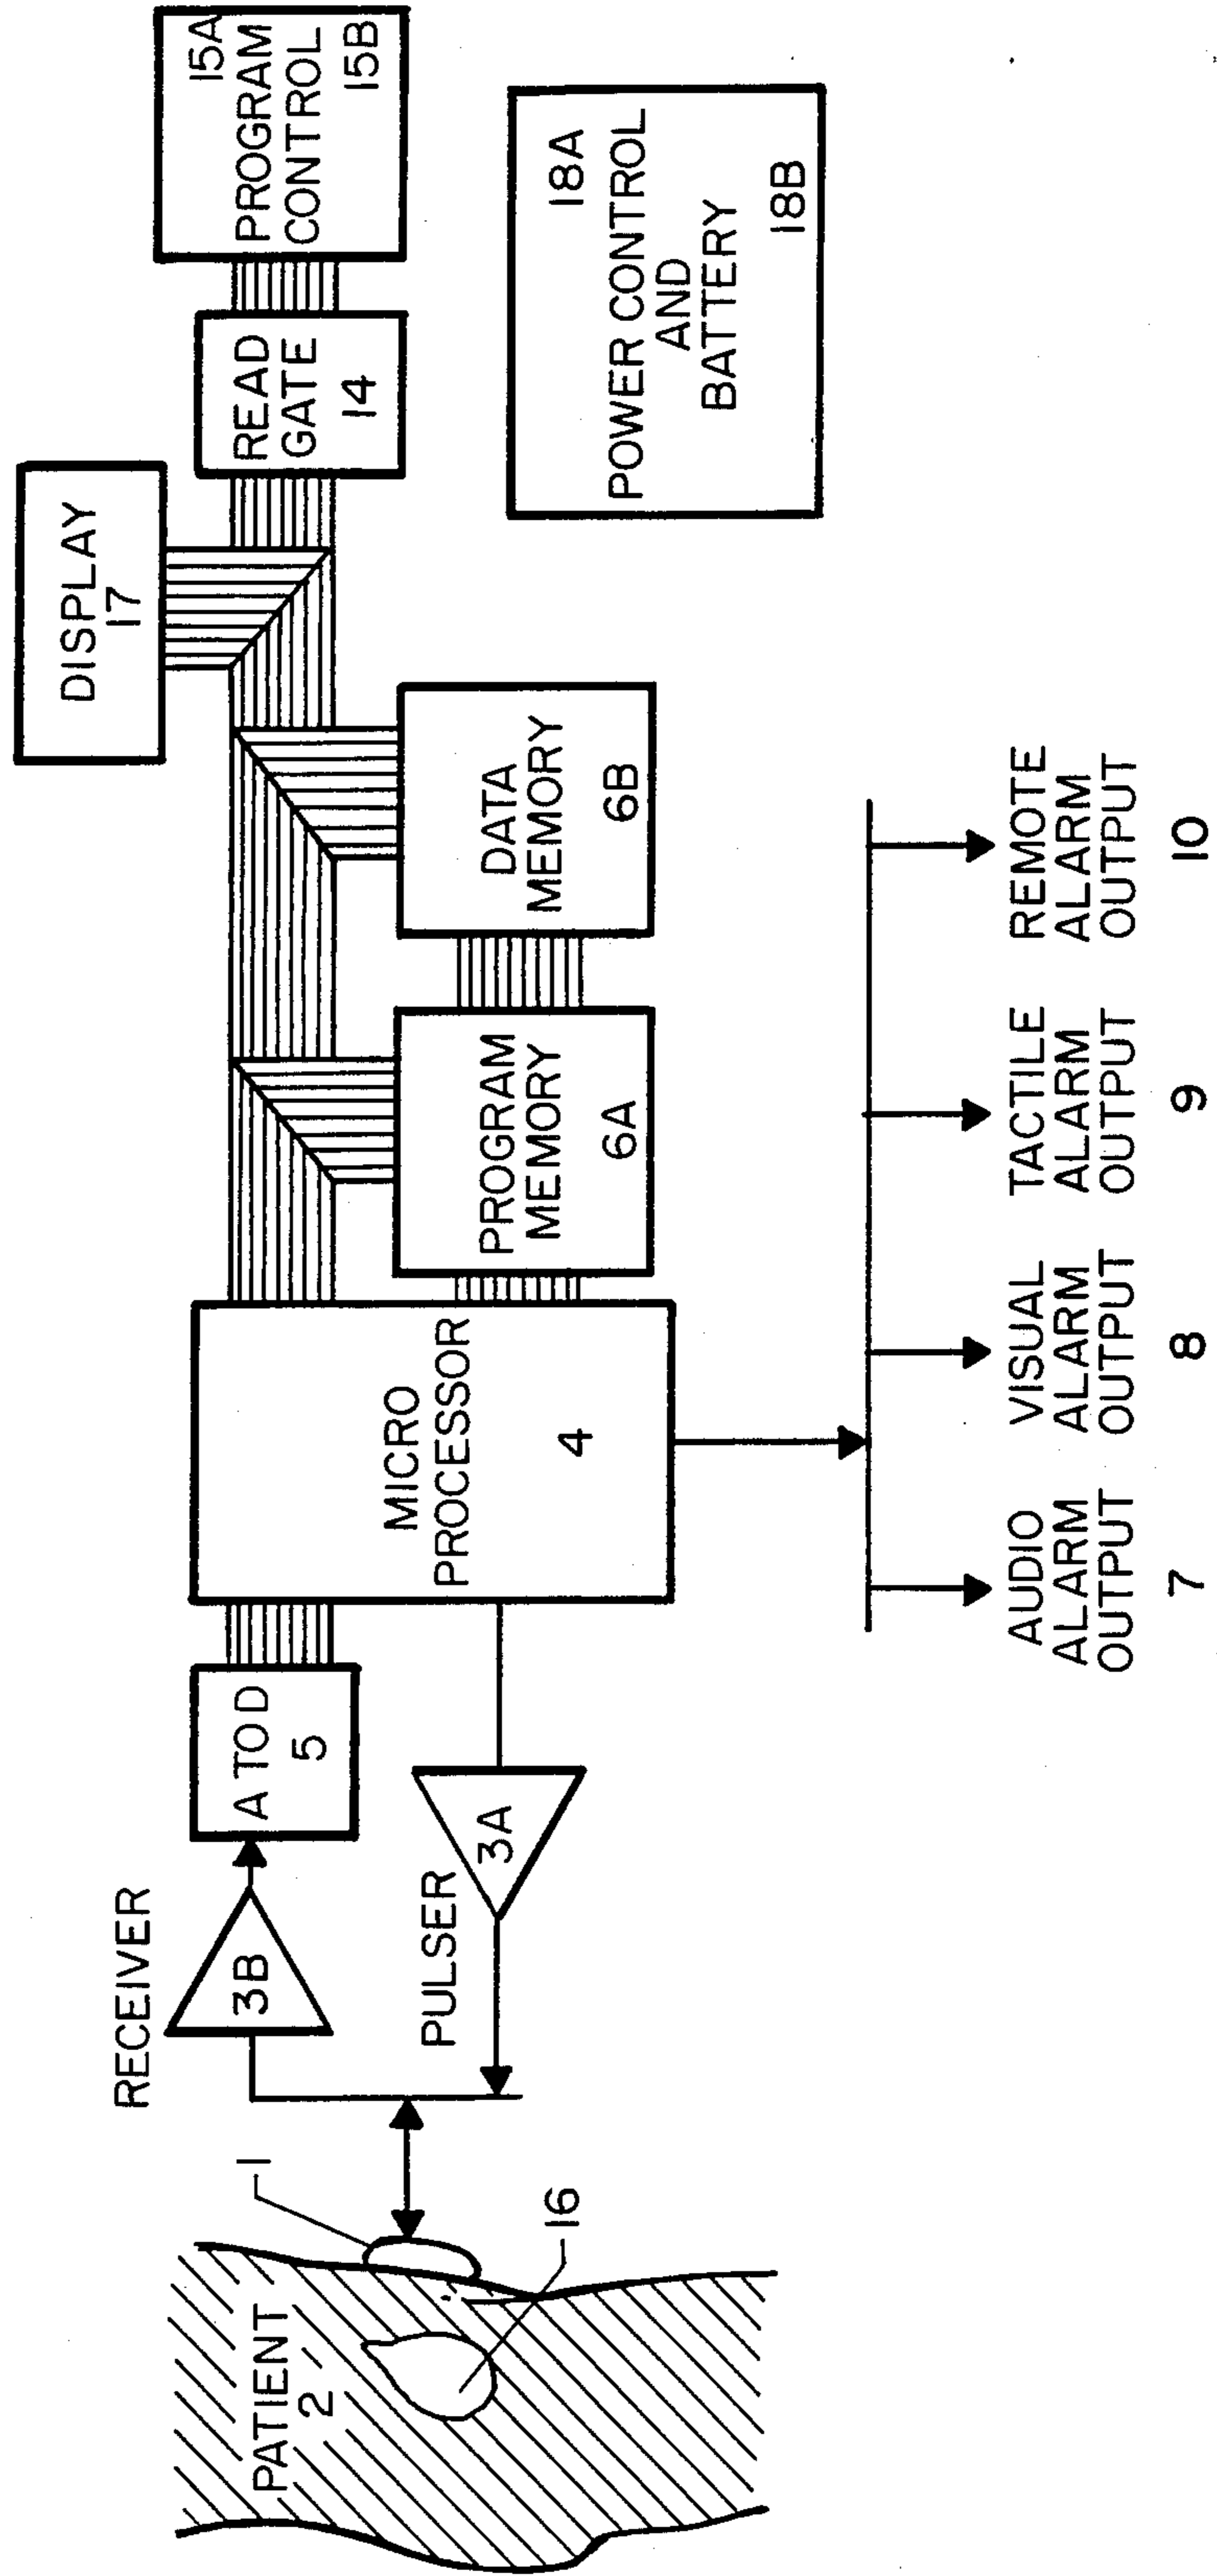 PATIENT
2
16
1
RECEIVER
3B
PULSER
3A
A TO D
5
MICRO
PROCESSOR
4
PROGRAM
MEMORY
6A
DATA
MEMORY
6B
DISPLAY
17
READ
GATE
14
15A
PROGRAM
CONTROL
15B
18A
POWER CONTROL
AND
BATTERY
18B
AUDIO
ALARM
OUTPUT
7
VISUAL
ALARM
OUTPUT
8
TACTILE
ALARM
OUTPUT
9
REMOTE
ALARM
OUTPUT
10